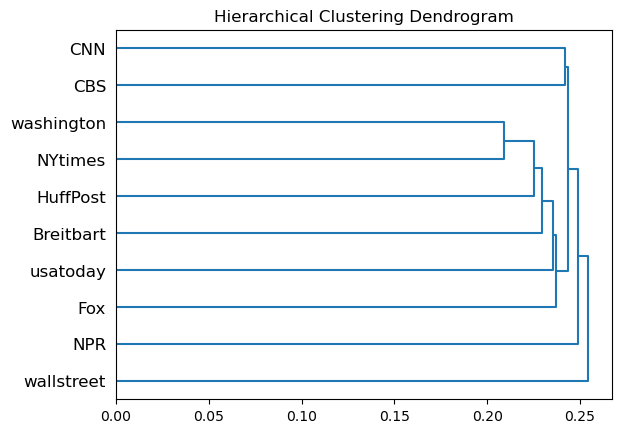 Hierarchical Clustering Dendrogram
CNN
CBS
washington
NYtimes
HuffPost
Breitbart
usatoday
Fox
NPR
wallstreet
0.00 0.05 0.10 0.15 0.20 0.25